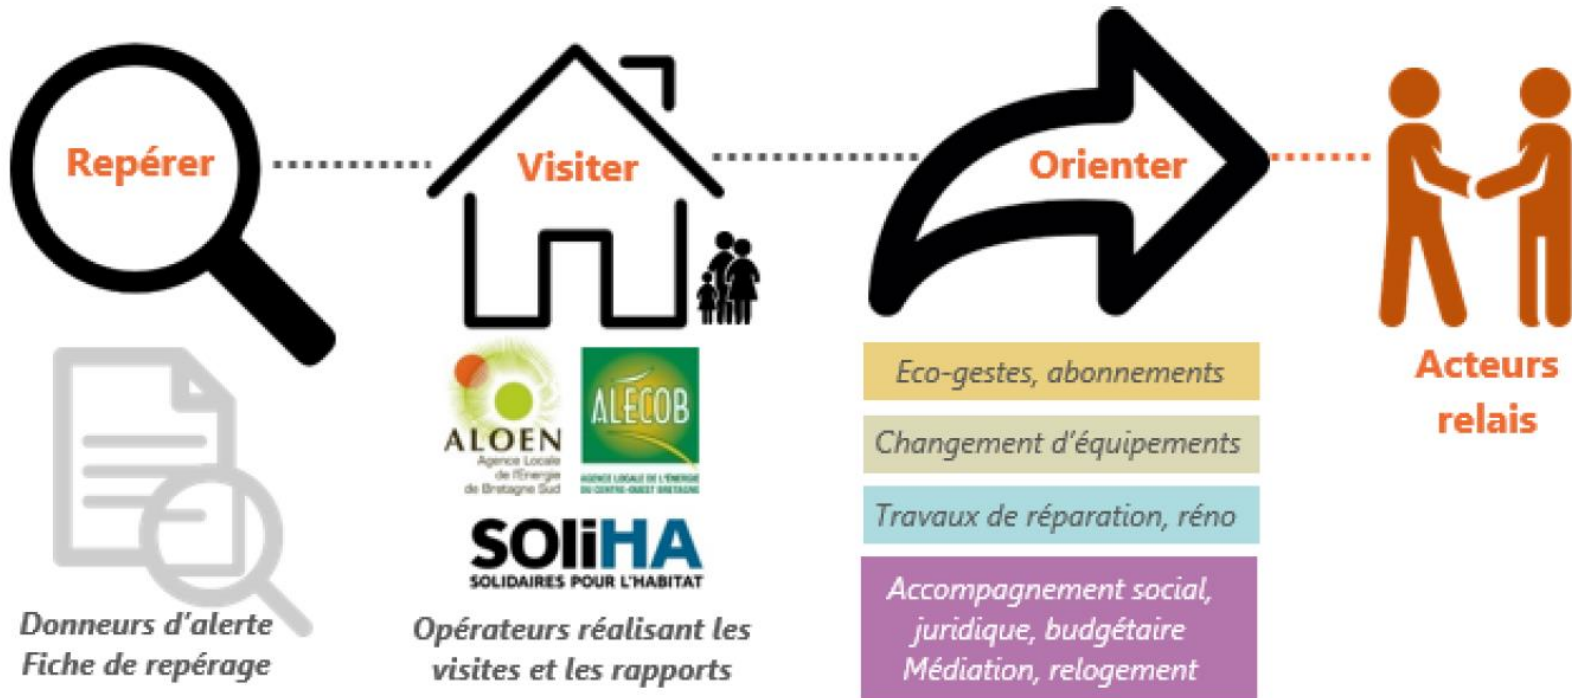 Repérer
Donneurs d'alerte
Fiche de repérage
Visiter
ALOEN
Agence Locale
de l'Energie
de Bretagne Sud
ALECOB
AGENCE LOCALE DE L'ÉNERGIE
DU CENTRE-OUEST BRETAGNE
SOliHA
SOLIDAIRES POUR L'HABITAT
Opérateurs réalisant les
visites et les rapports
Orienter
Eco-gestes, abonnements
Changement d'équipements
Travaux de réparation, réno
Accompagnement social,
juridique, budgétaire
Médiation, relogement
Acteurs
relais